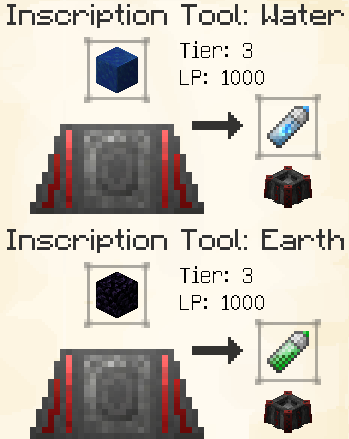 Inscription Tool: Water
Tier: 3
LP: 1000
Inscription Tool: Earth
Tier: 3
LP: 1000